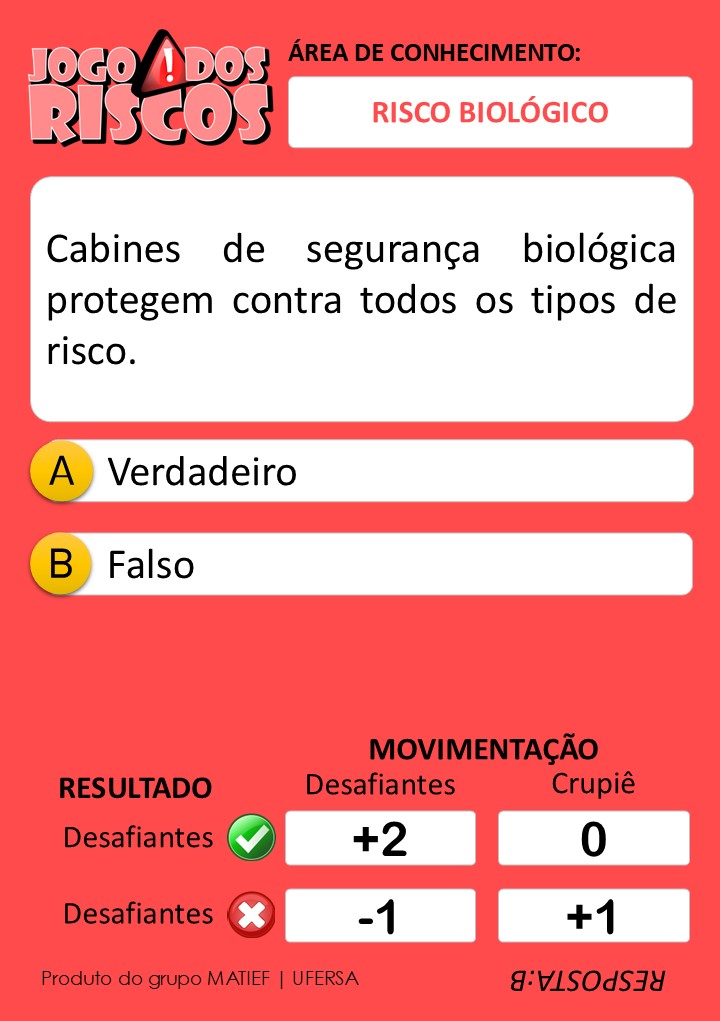 JOGO DOS
RISCOS
ÁREA DE CONHECIMENTO:
RISCO BIOLÓGICO
Cabines de segurança biológica
protegem contra todos os tipos de
risco.
A Verdadeiro
B Falso
MOVIMENTAÇÃO
RESULTADO Desafiantes Crupiê
Desafiantes +2 0
Desafiantes -1 +1
Produto do grupo MATIEF | UFERSA
RESPOSTA:B